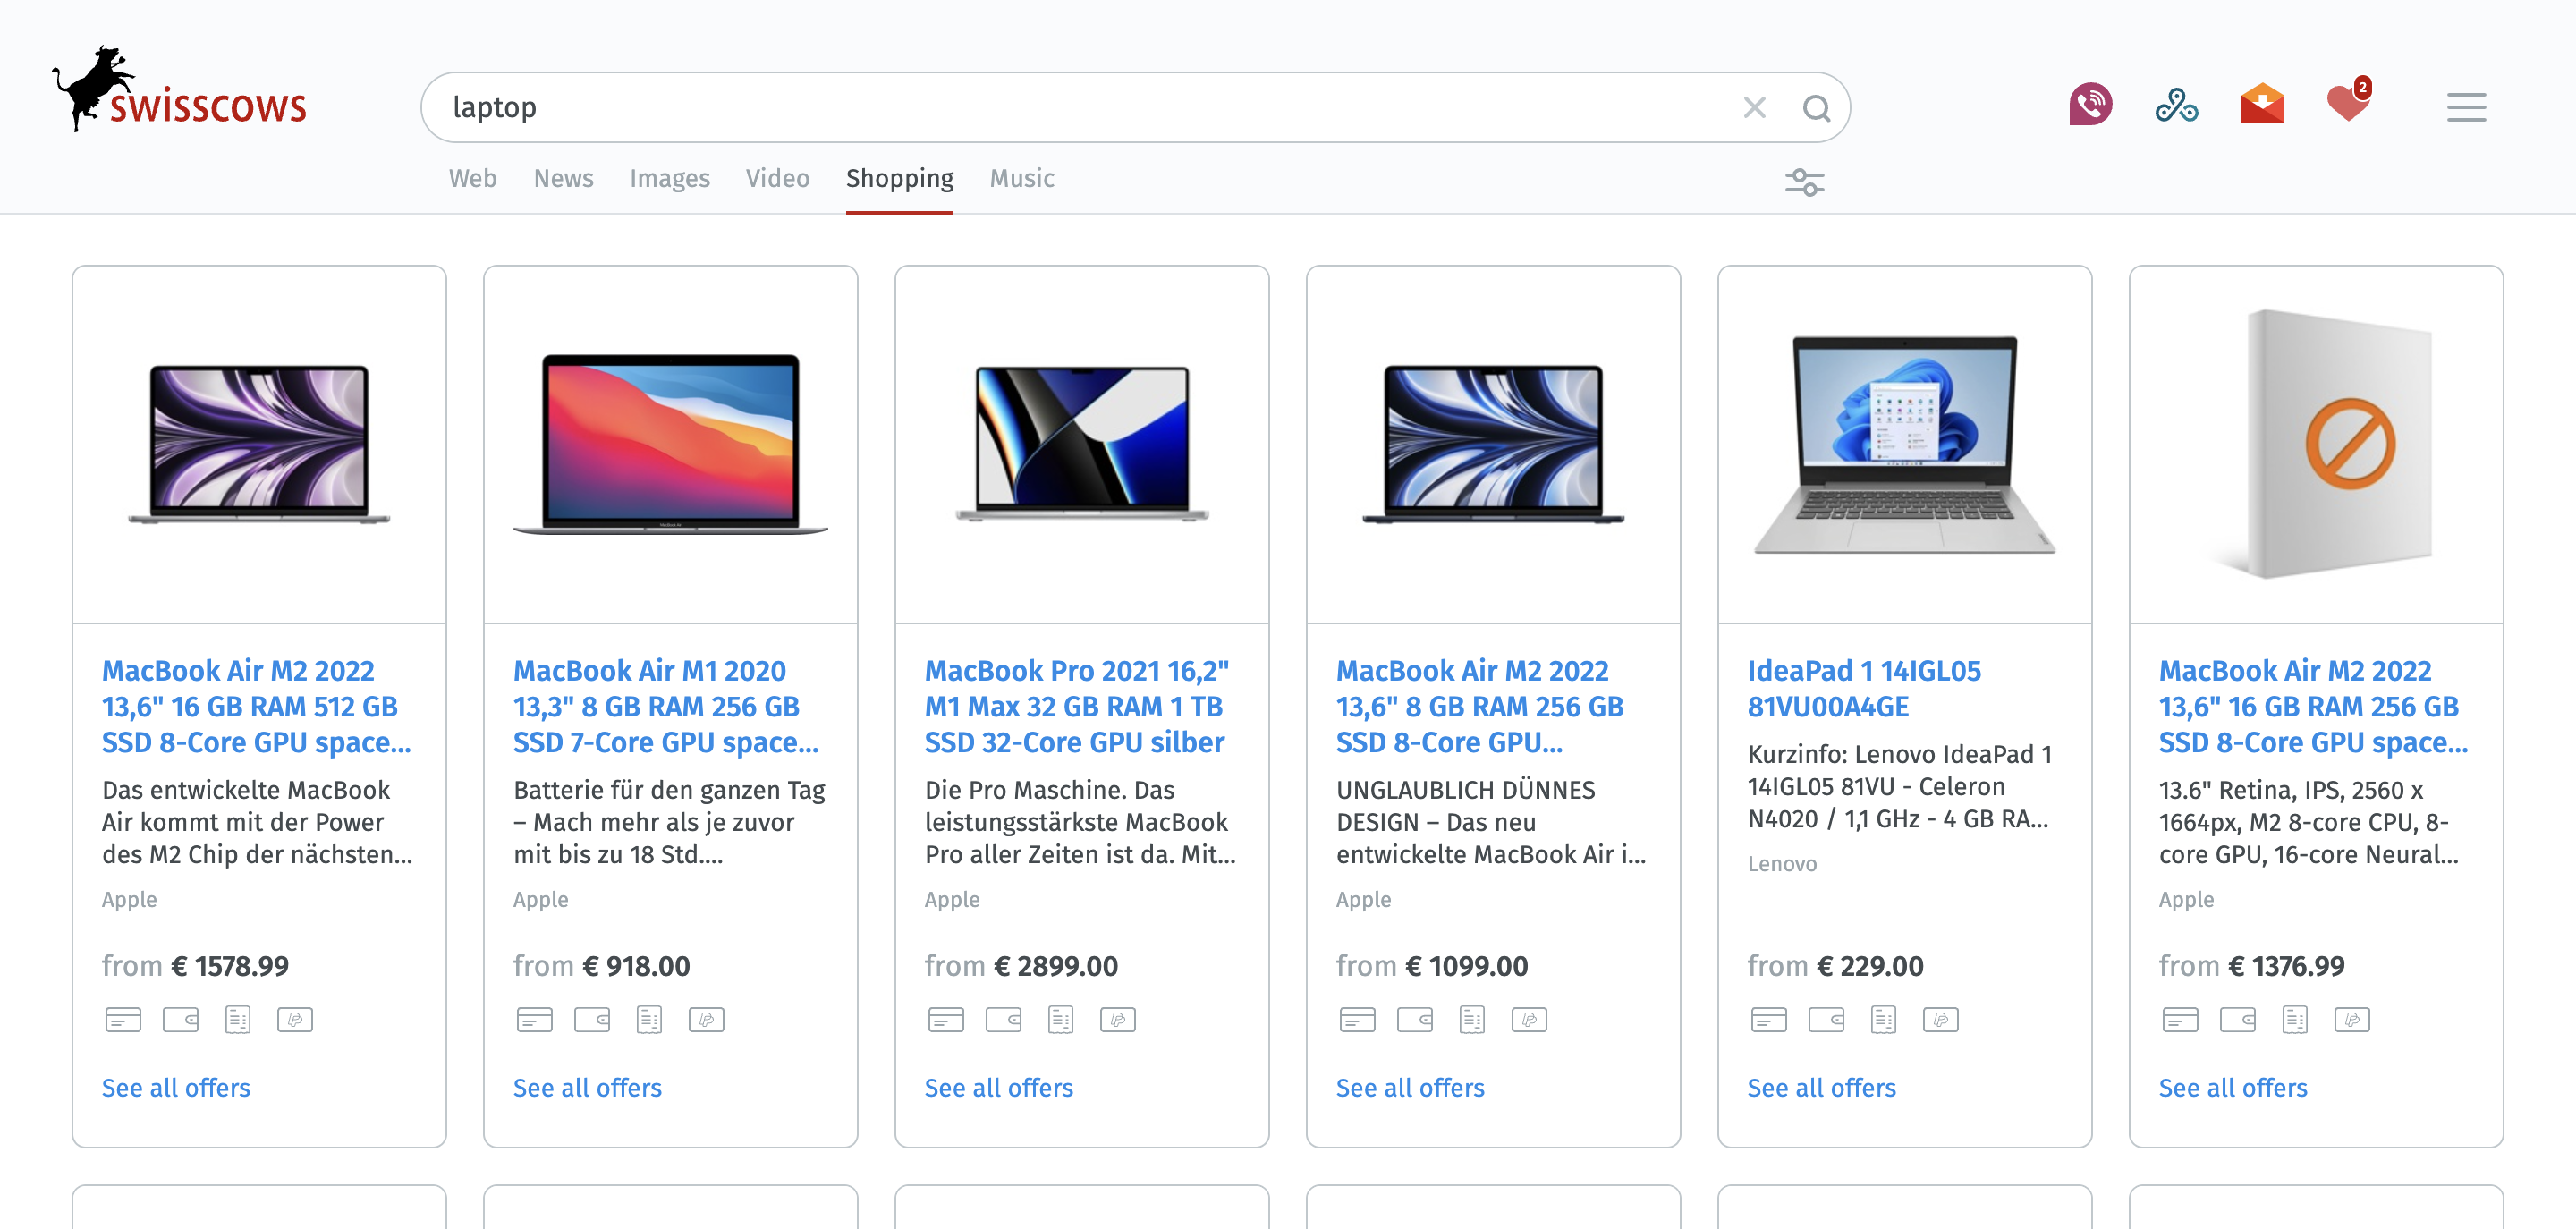 swisscows
laptop
2
Web News Images Video Shopping Music
MacBook Air M2 2022
13,6" 16 GB RAM 512 GB
SSD 8-Core GPU space...
Das entwickelte MacBook
Air kommt mit der Power
des M2 Chip der nächsten...
Apple
from € 1578.99
See all offers
MacBook Air M1 2020
13,3" 8 GB RAM 256 GB
SSD 7-Core GPU space...
Batterie für den ganzen Tag
– Mach mehr als je zuvor
mit bis zu 18 Std....
Apple
from € 918.00
See all offers
MacBook Pro 2021 16,2"
M1 Max 32 GB RAM 1 TB
SSD 32-Core GPU silber
Die Pro Maschine. Das
leistungsstärkste MacBook
Pro aller Zeiten ist da. Mit...
Apple
from € 2899.00
See all offers
MacBook Air M2 2022
13,6" 8 GB RAM 256 GB
SSD 8-Core GPU...
UNGLAUBLICH DÜNNES
DESIGN – Das neu
entwickelte MacBook Air i...
Apple
from € 1099.00
See all offers
IdeaPad 1 14IGL05
81VU00A4GE
Kurzinfo: Lenovo IdeaPad 1
14IGL05 81VU - Celeron
N4020 / 1,1 GHz - 4 GB RA...
Lenovo
from € 229.00
See all offers
MacBook Air M2 2022
13,6" 16 GB RAM 256 GB
SSD 8-Core GPU space...
13.6" Retina, IPS, 2560 x
1664px, M2 8-core CPU, 8-
core GPU, 16-core Neural...
Apple
from € 1376.99
See all offers